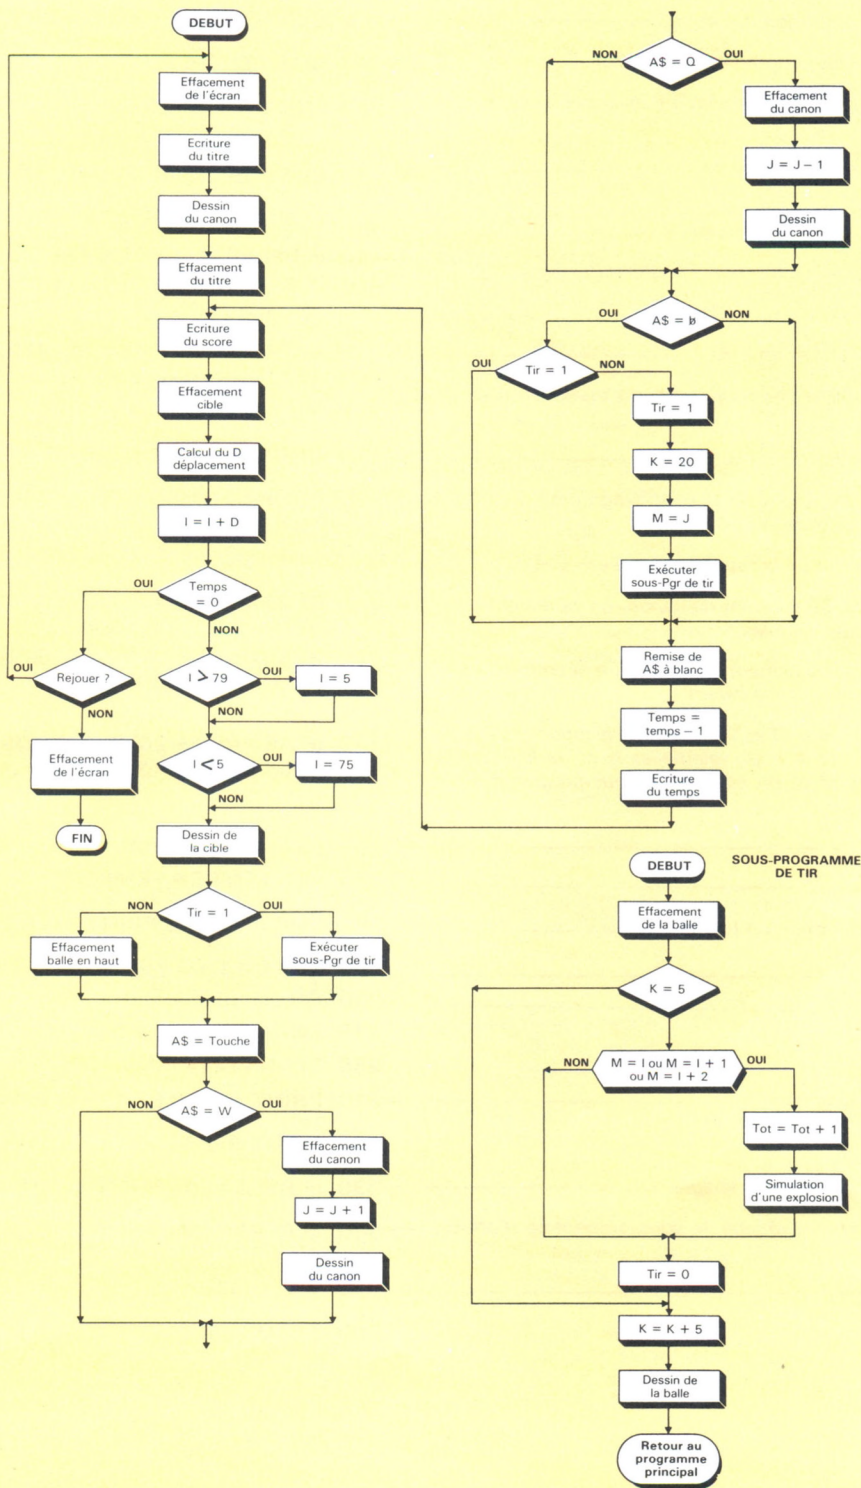 DEBUT
Effacement
de l'écran
Ecriture
du titre
Dessin
du canon
Effacement
du titre
Ecriture
du score
Effacement
cible
Calcul du D
déplacement
I = I + D
Temps
= 0
OUI
NON
Rejouer ?
OUI
NON
Effacement
de l'écran
FIN
I > 79
OUI
I = 5
NON
I < 5
OUI
I = 75
NON
Dessin de
la cible
Tir = 1
NON
OUI
Effacement
balle en haut
Exécuter
sous-Pgr de tir
A$ = Touche
A$ = W
NON
OUI
Effacement
du canon
J = J + 1
Dessin
du canon
A$ = Q
NON
OUI
Effacement
du canon
J = J – 1
Dessin
du canon
A$ = ␢
OUI
NON
Tir = 1
OUI
NON
Tir = 1
K = 20
M = J
Exécuter
sous-Pgr de tir
Remise de
A$ à blanc
Temps =
temps – 1
Ecriture
du temps
SOUS-PROGRAMME
DE TIR
DEBUT
Effacement
de la balle
K = 5
M = I ou M = I + 1
ou M = I + 2
NON
OUI
Tot = Tot + 1
Simulation
d'une explosion
Tir = 0
K = K + 5
Dessin de
la balle
Retour au
programme
principal